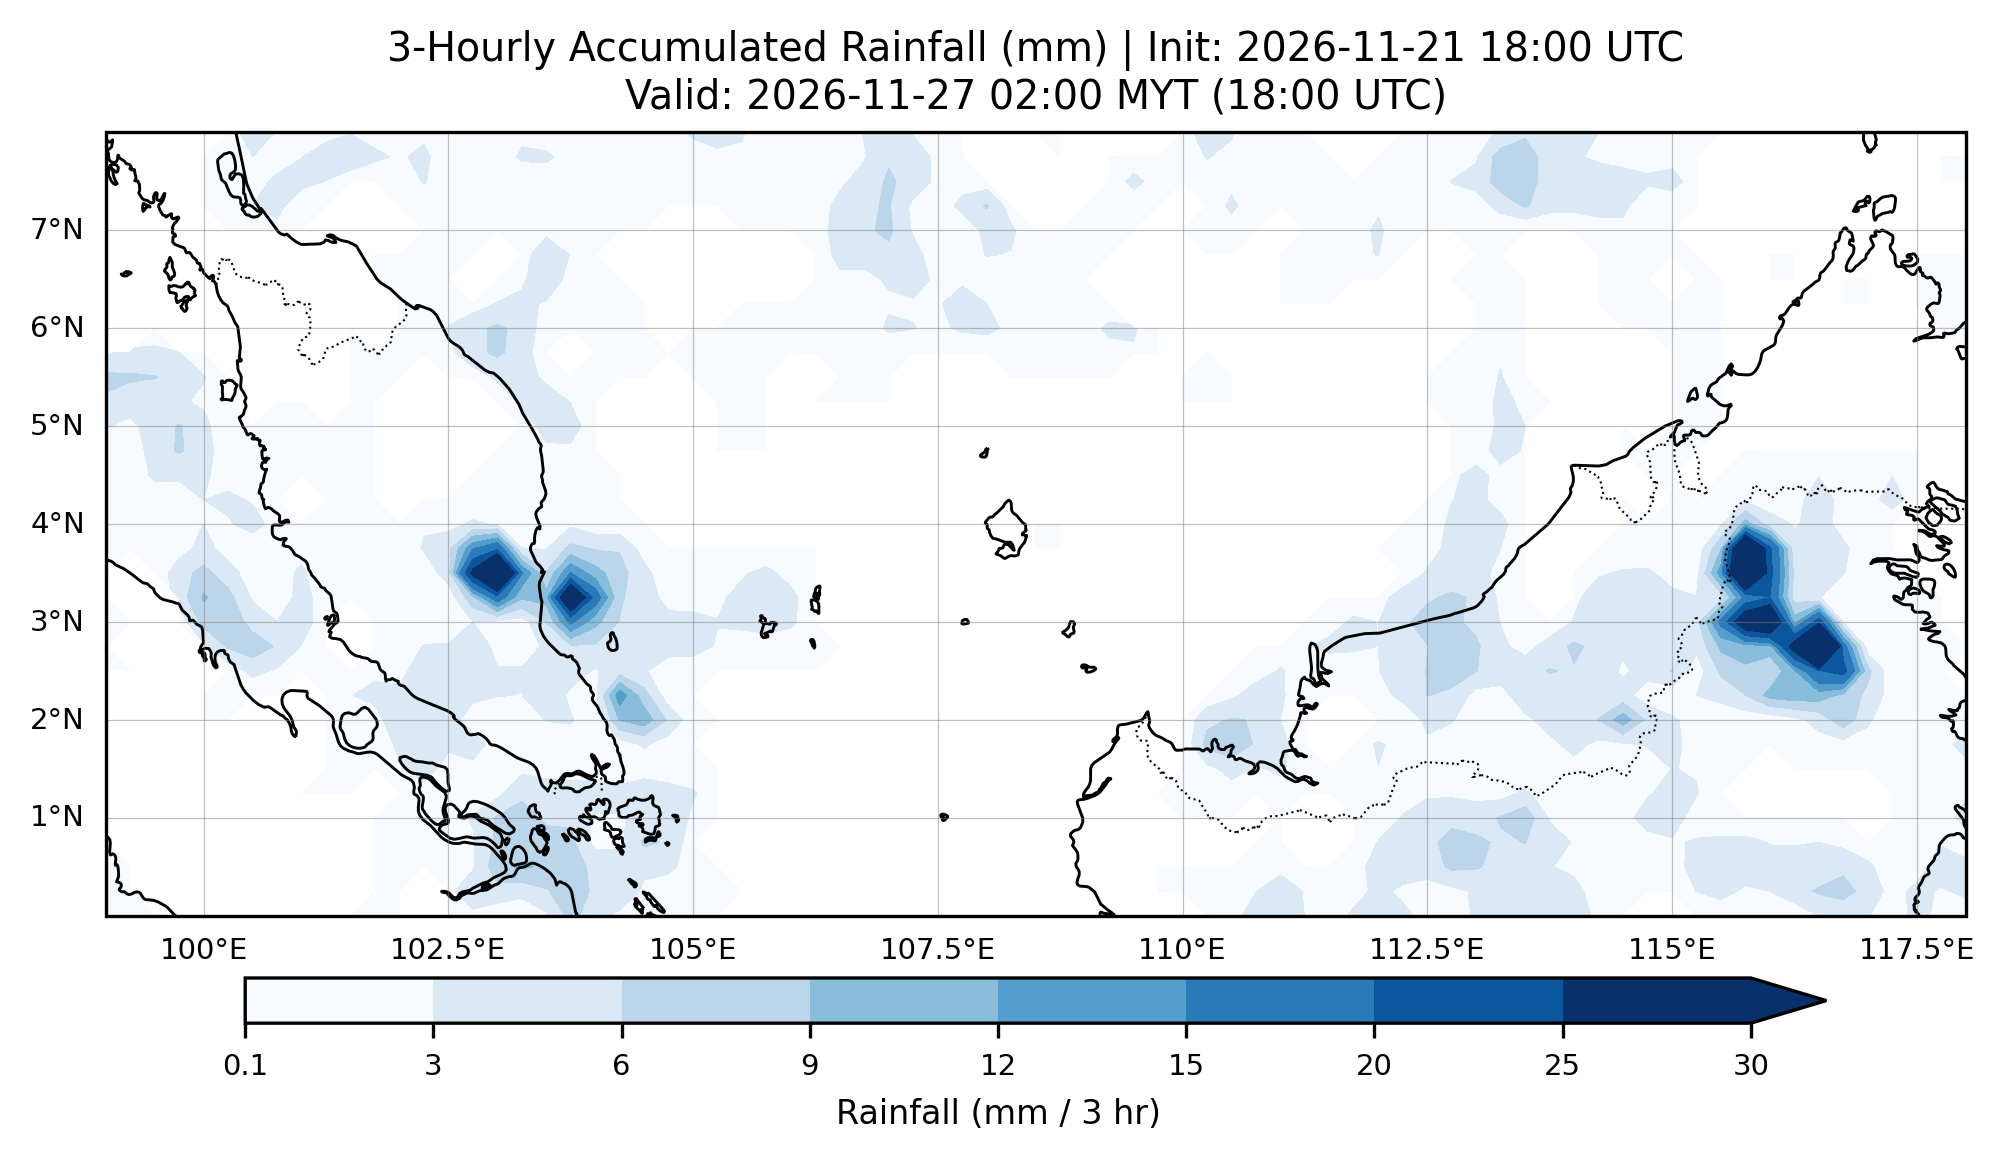 3-Hourly Accumulated Rainfall (mm) | Init: 2026-11-21 18:00 UTC
Valid: 2026-11-27 02:00 MYT (18:00 UTC)
7°N
6°N
5°N
4°N
3°N
2°N
1°N
100°E 102.5°E 105°E 107.5°E 110°E 112.5°E 115°E 117.5°E
0.1 3 6 9 12 15 20 25 30
Rainfall (mm / 3 hr)